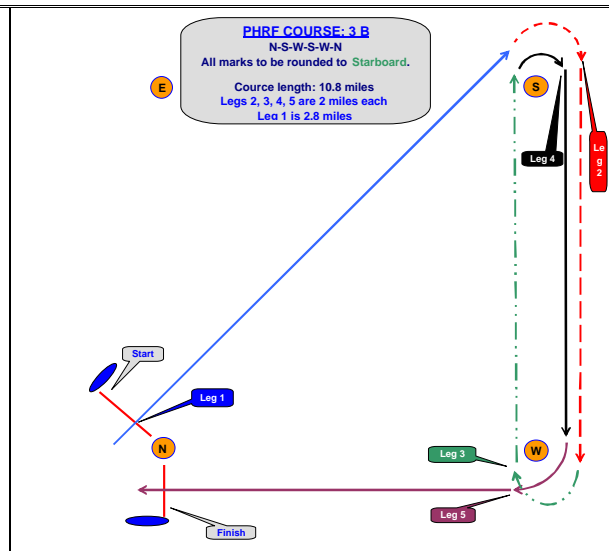 PHRF COURSE: 3 B
N-S-W-S-W-N
All marks to be rounded to Starboard.
Cource length: 10.8 miles
Legs 2, 3, 4, 5 are 2 miles each
Leg 1 is 2.8 miles
E
S
Leg 4
Le
g
2
Start
Leg 1
N
W
Leg 3
Leg 5
Finish